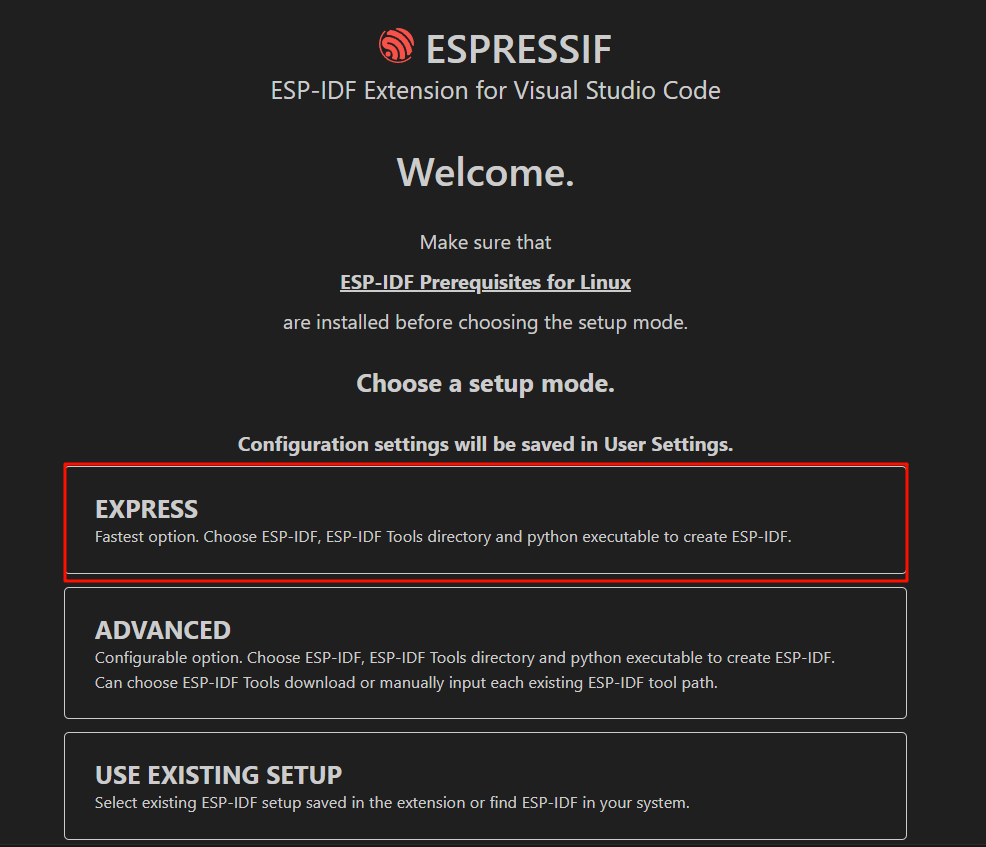 ESPRESSIF
ESP-IDF Extension for Visual Studio Code
Welcome.
Make sure that
ESP-IDF Prerequisites for Linux
are installed before choosing the setup mode.
Choose a setup mode.
Configuration settings will be saved in User Settings.
EXPRESS
Fastest option. Choose ESP-IDF, ESP-IDF Tools directory and python executable to create ESP-IDF.
ADVANCED
Configurable option. Choose ESP-IDF, ESP-IDF Tools directory and python executable to create ESP-IDF.
Can choose ESP-IDF Tools download or manually input each existing ESP-IDF tool path.
USE EXISTING SETUP
Select existing ESP-IDF setup saved in the extension or find ESP-IDF in your system.